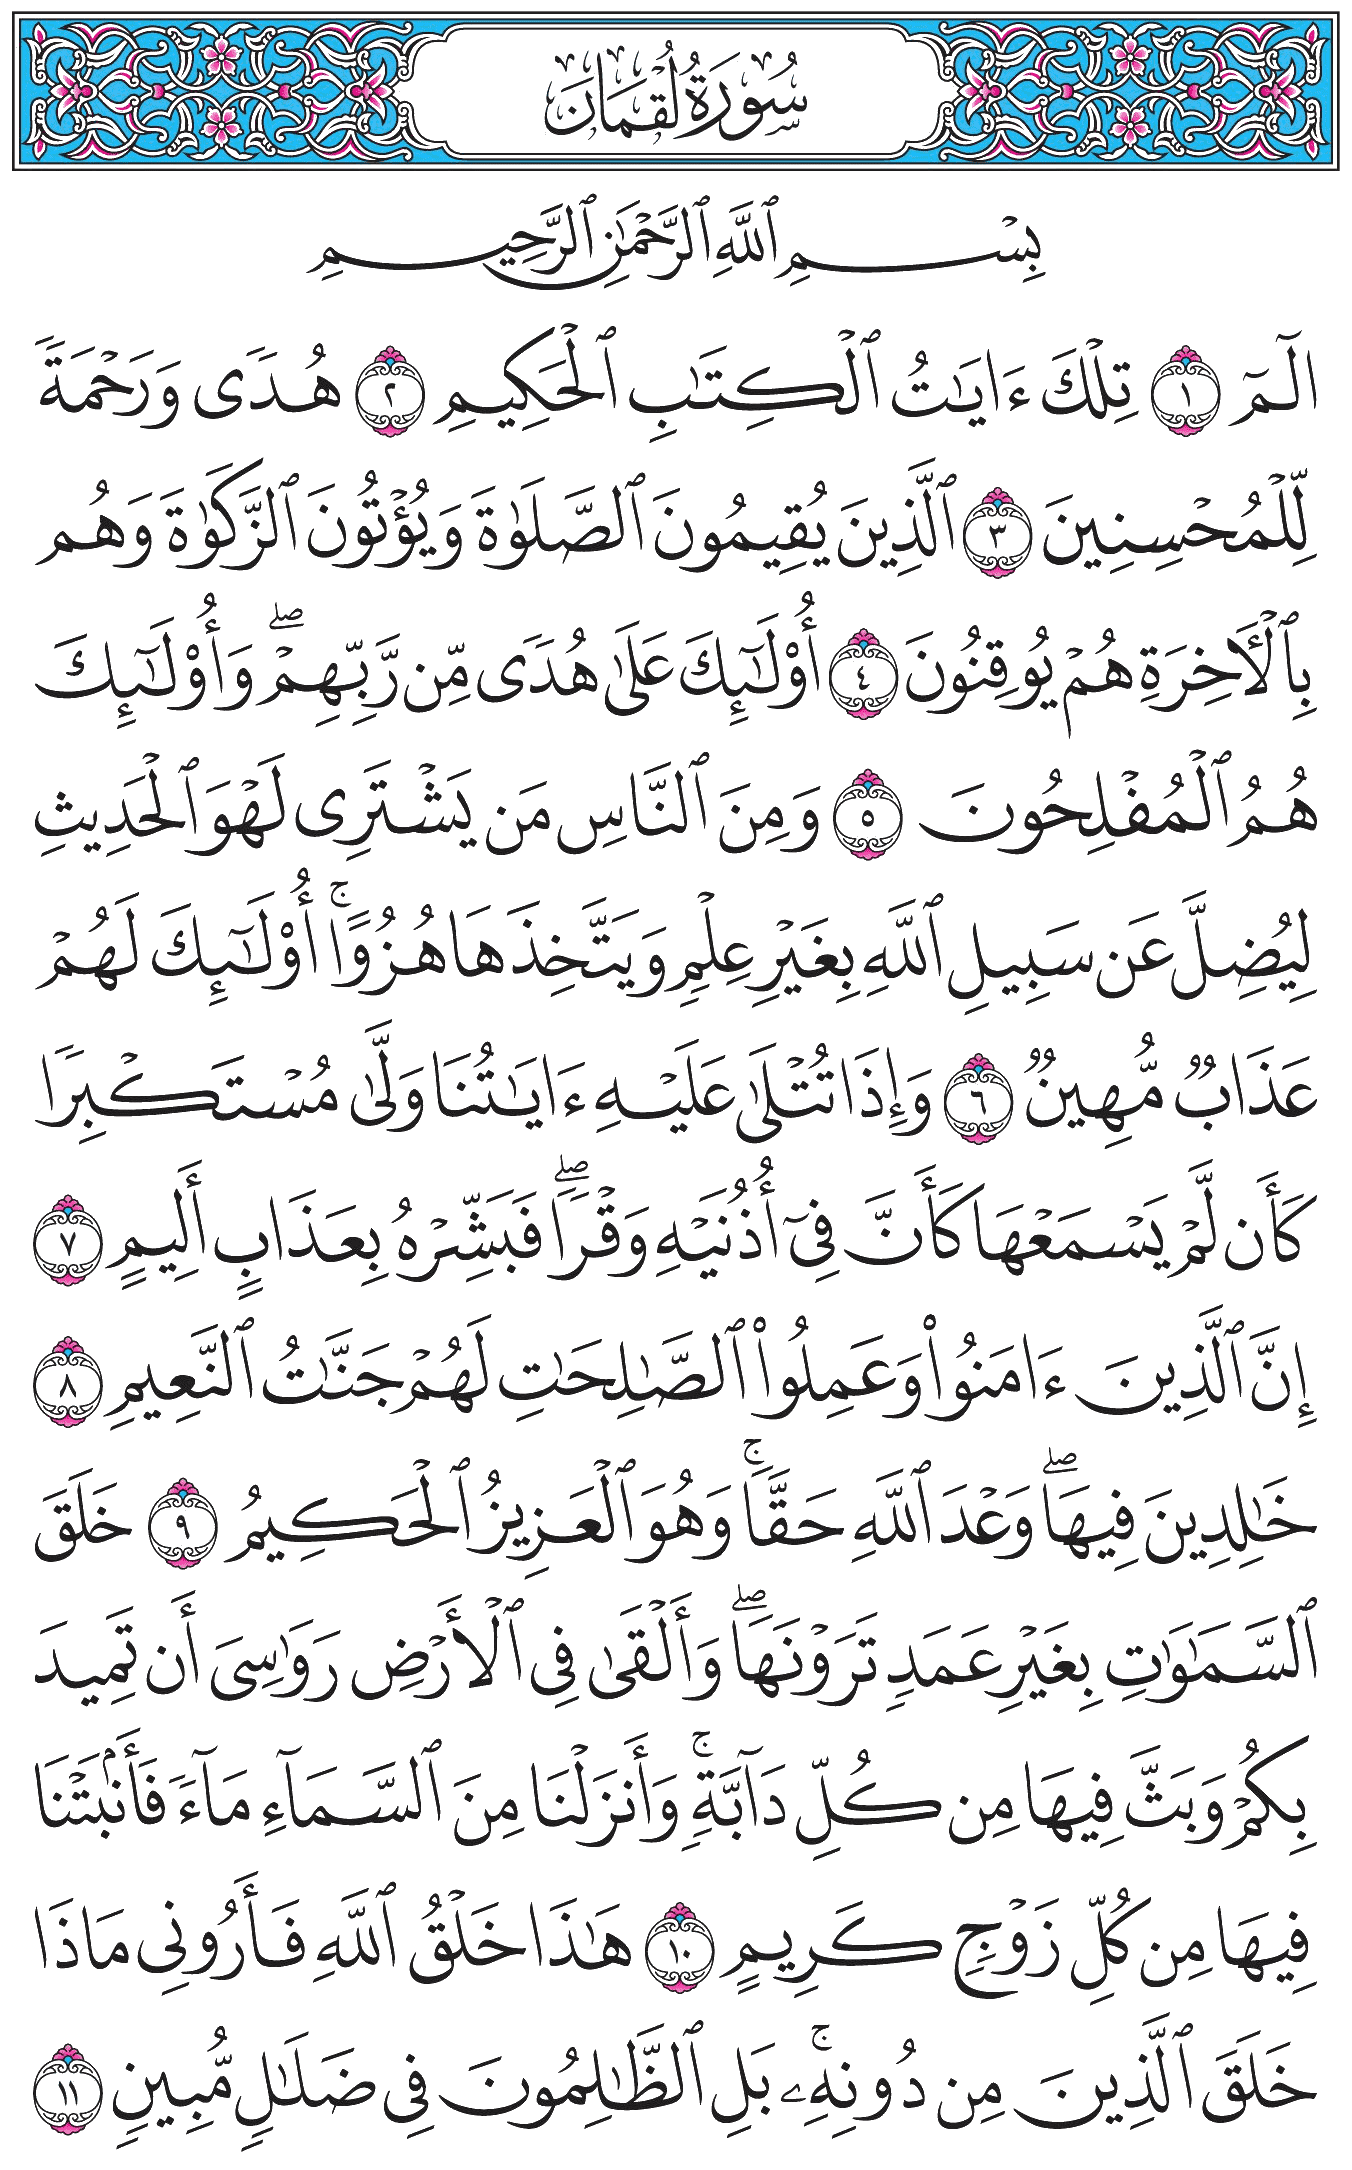 سُورَةُ لُقۡمَانَ
بِسۡمِ ٱللَّهِ ٱلرَّحۡمَٰنِ ٱلرَّحِيمِ
الٓمٓ ١ تِلۡكَ ءَايَٰتُ ٱلۡكِتَٰبِ ٱلۡحَكِيمِ ٢ هُدٗى وَرَحۡمَةٗ
لِّلۡمُحۡسِنِينَ ٣ ٱلَّذِينَ يُقِيمُونَ ٱلصَّلَوٰةَ وَيُؤۡتُونَ ٱلزَّكَوٰةَ وَهُم
بِٱلۡأٓخِرَةِ هُمۡ يُوقِنُونَ ٤ أُوْلَٰٓئِكَ عَلَىٰ هُدٗى مِّن رَّبِّهِمۡۖ وَأُوْلَٰٓئِكَ
هُمُ ٱلۡمُفۡلِحُونَ ٥ وَمِنَ ٱلنَّاسِ مَن يَشۡتَرِي لَهۡوَ ٱلۡحَدِيثِ
لِيُضِلَّ عَن سَبِيلِ ٱللَّهِ بِغَيۡرِ عِلۡمٖ وَيَتَّخِذَهَا هُزُوًاۚ أُوْلَٰٓئِكَ لَهُمۡ
عَذَابٞ مُّهِينٞ ٦ وَإِذَا تُتۡلَىٰ عَلَيۡهِ ءَايَٰتُنَا وَلَّىٰ مُسۡتَكۡبِرٗا
كَأَن لَّمۡ يَسۡمَعۡهَا كَأَنَّ فِيٓ أُذُنَيۡهِ وَقۡرٗاۖ فَبَشِّرۡهُ بِعَذَابٍ أَلِيمٍ ٧
إِنَّ ٱلَّذِينَ ءَامَنُواْ وَعَمِلُواْ ٱلصَّٰلِحَٰتِ لَهُمۡ جَنَّٰتُ ٱلنَّعِيمِ ٨
خَٰلِدِينَ فِيهَاۖ وَعۡدَ ٱللَّهِ حَقّٗاۚ وَهُوَ ٱلۡعَزِيزُ ٱلۡحَكِيمُ ٩ خَلَقَ
ٱلسَّمَٰوَٰتِ بِغَيۡرِ عَمَدٖ تَرَوۡنَهَاۖ وَأَلۡقَىٰ فِي ٱلۡأَرۡضِ رَوَٰسِيَ أَن تَمِيدَ
بِكُمۡ وَبَثَّ فِيهَا مِن كُلِّ دَآبَّةٖۚ وَأَنزَلۡنَا مِنَ ٱلسَّمَآءِ مَآءٗ فَأَنۢبَتۡنَا
فِيهَا مِن كُلِّ زَوۡجٖ كَرِيمٍ ١٠ هَٰذَا خَلۡقُ ٱللَّهِ فَأَرُونِي مَاذَا
خَلَقَ ٱلَّذِينَ مِن دُونِهِۦۚ بَلِ ٱلظَّٰلِمُونَ فِي ضَلَٰلٖ مُّبِينٖ ١١